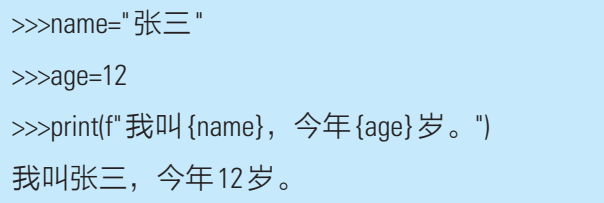 >>>name="张三"
>>>age=12
>>>print(f"我叫{name}，今年{age}岁。")
我叫张三，今年12岁。